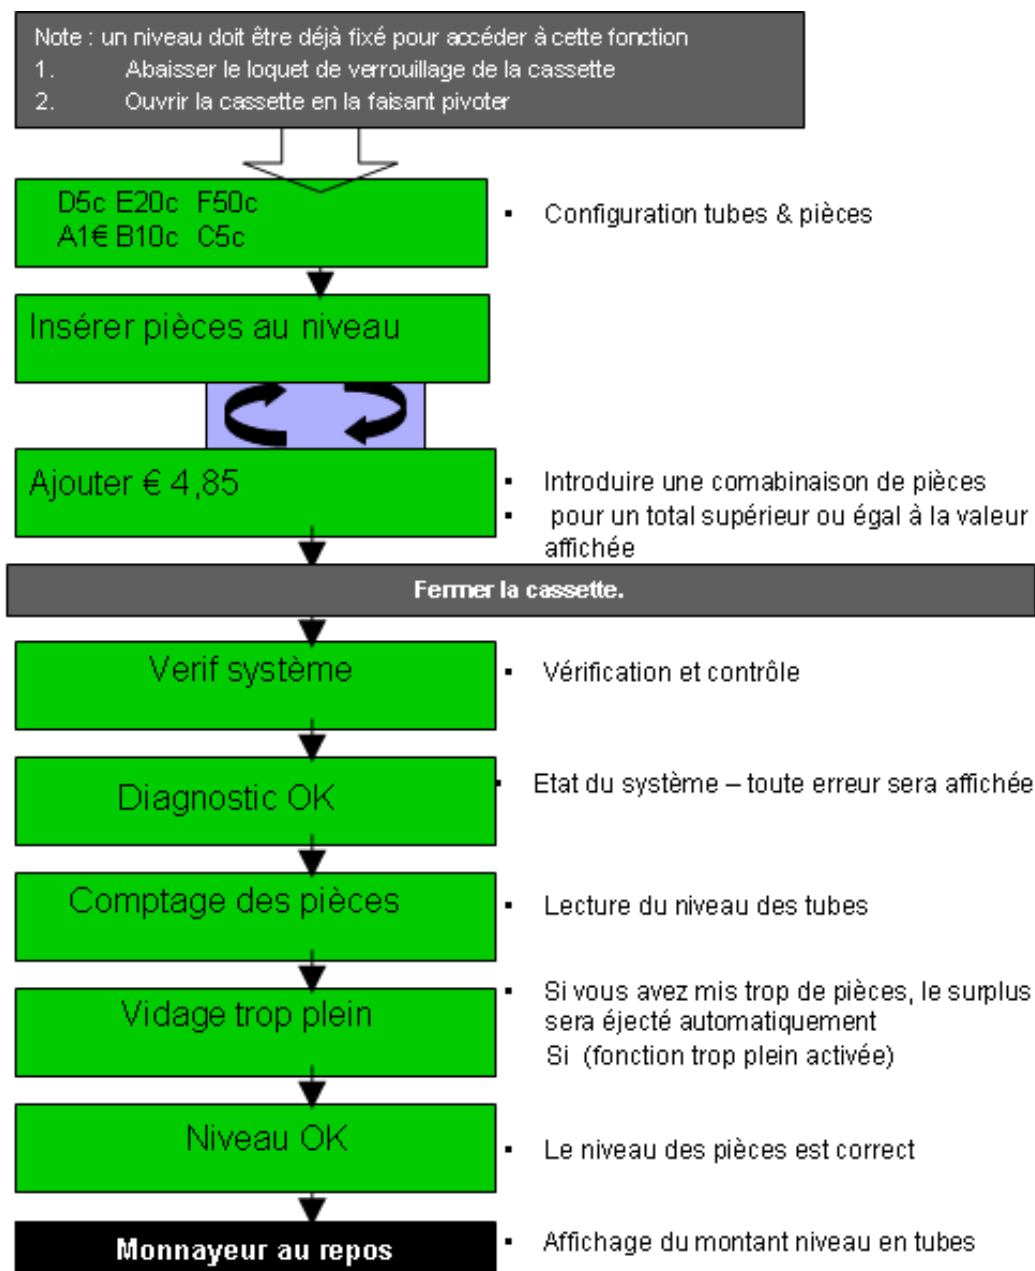 Note : un niveau doit être déjà fixé pour accéder à cette fonction
1. Abaisser le loquet de verrouillage de la cassette
2. Ouvrir la cassette en la faisant pivoter
D5c E20c F50c
A1€ B10c C5c
▪ Configuration tubes & pièces
Insérer pièces au niveau
Ajouter € 4,85
▪ Introduire une comabinaison de pièces
▪ pour un total supérieur ou égal à la valeur
affichée
Fermer la cassette.
Verif système
▪ Vérification et contrôle
Diagnostic OK
▪ Etat du système – toute erreur sera affichée
Comptage des pièces
▪ Lecture du niveau des tubes
Vidage trop plein
▪ Si vous avez mis trop de pièces, le surplus
sera éjecté automatiquement
Si (fonction trop plein activée)
Niveau OK
▪ Le niveau des pièces est correct
Monnayeur au repos
▪ Affichage du montant niveau en tubes